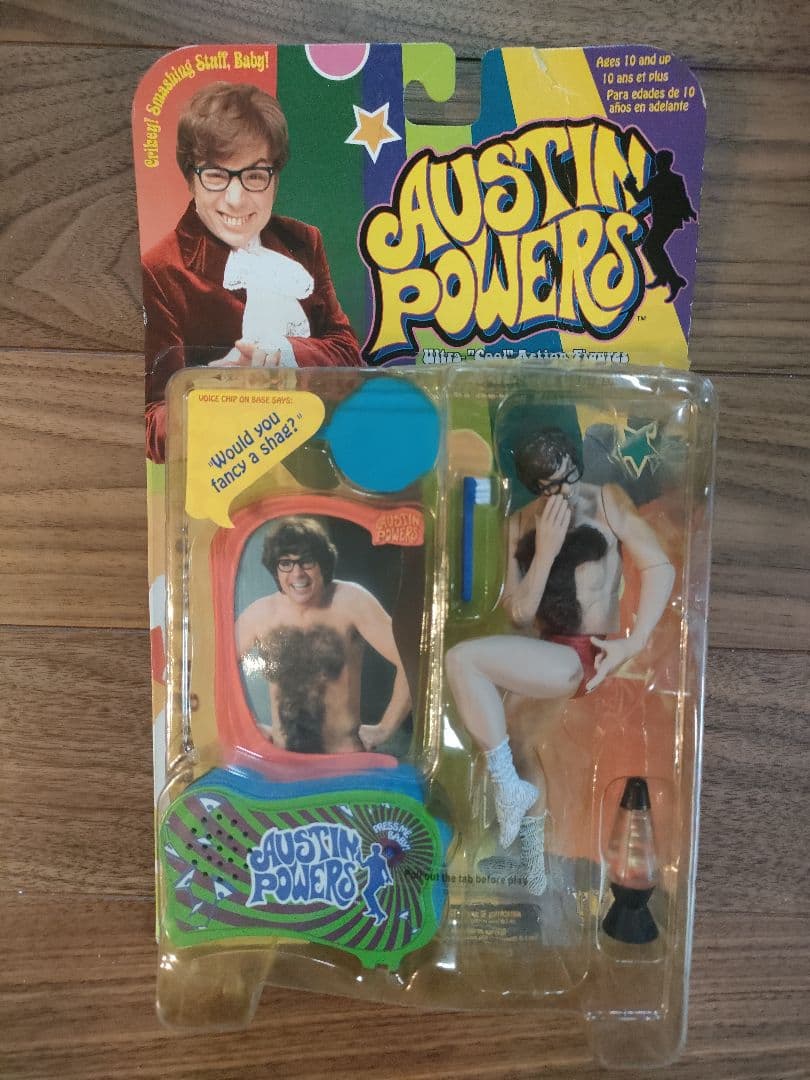 Crikey! Smashing Stuff, Baby!
Ages 10 and up
10 ans et plus
Para edades de 10
años en adelante
AUSTIN
POWERS
TM
Ultra-"Cool" Action Figures
VOICE CHIP ON BASE SAYS:
"Would you
fancy a shag?"
AUSTIN
POWERS
PRESS ME,
BABY!
AUSTIN
POWERS
Pull out the tab before play